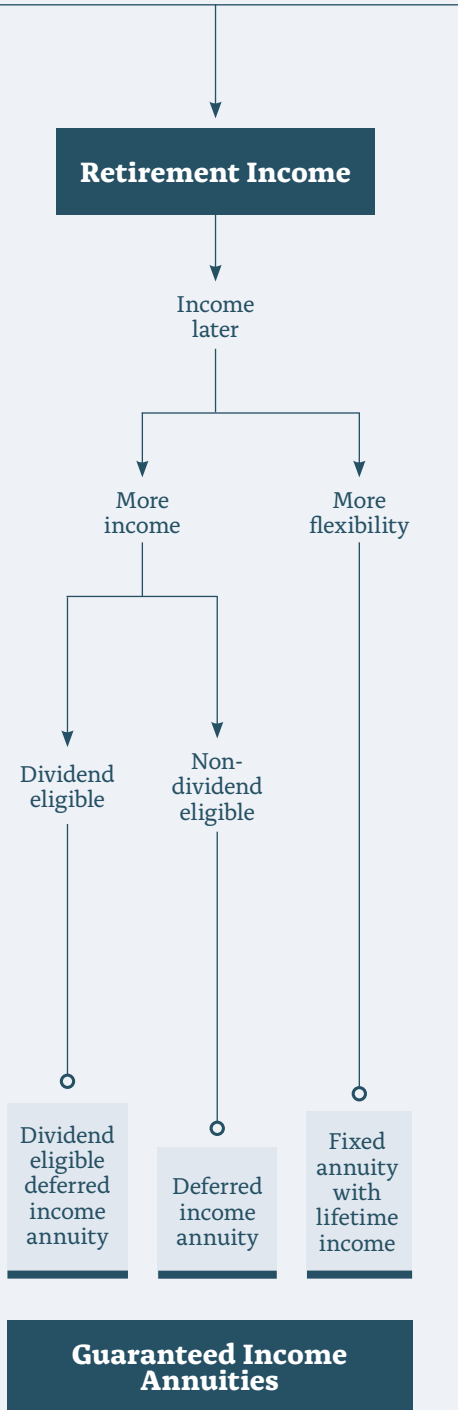 Retirement Income
Income
later
More
income
More
flexibility
Dividend
eligible
Non-
dividend
eligible
Dividend
eligible
deferred
income
annuity
Deferred
income
annuity
Fixed
annuity
with
lifetime
income
Guaranteed Income
Annuities